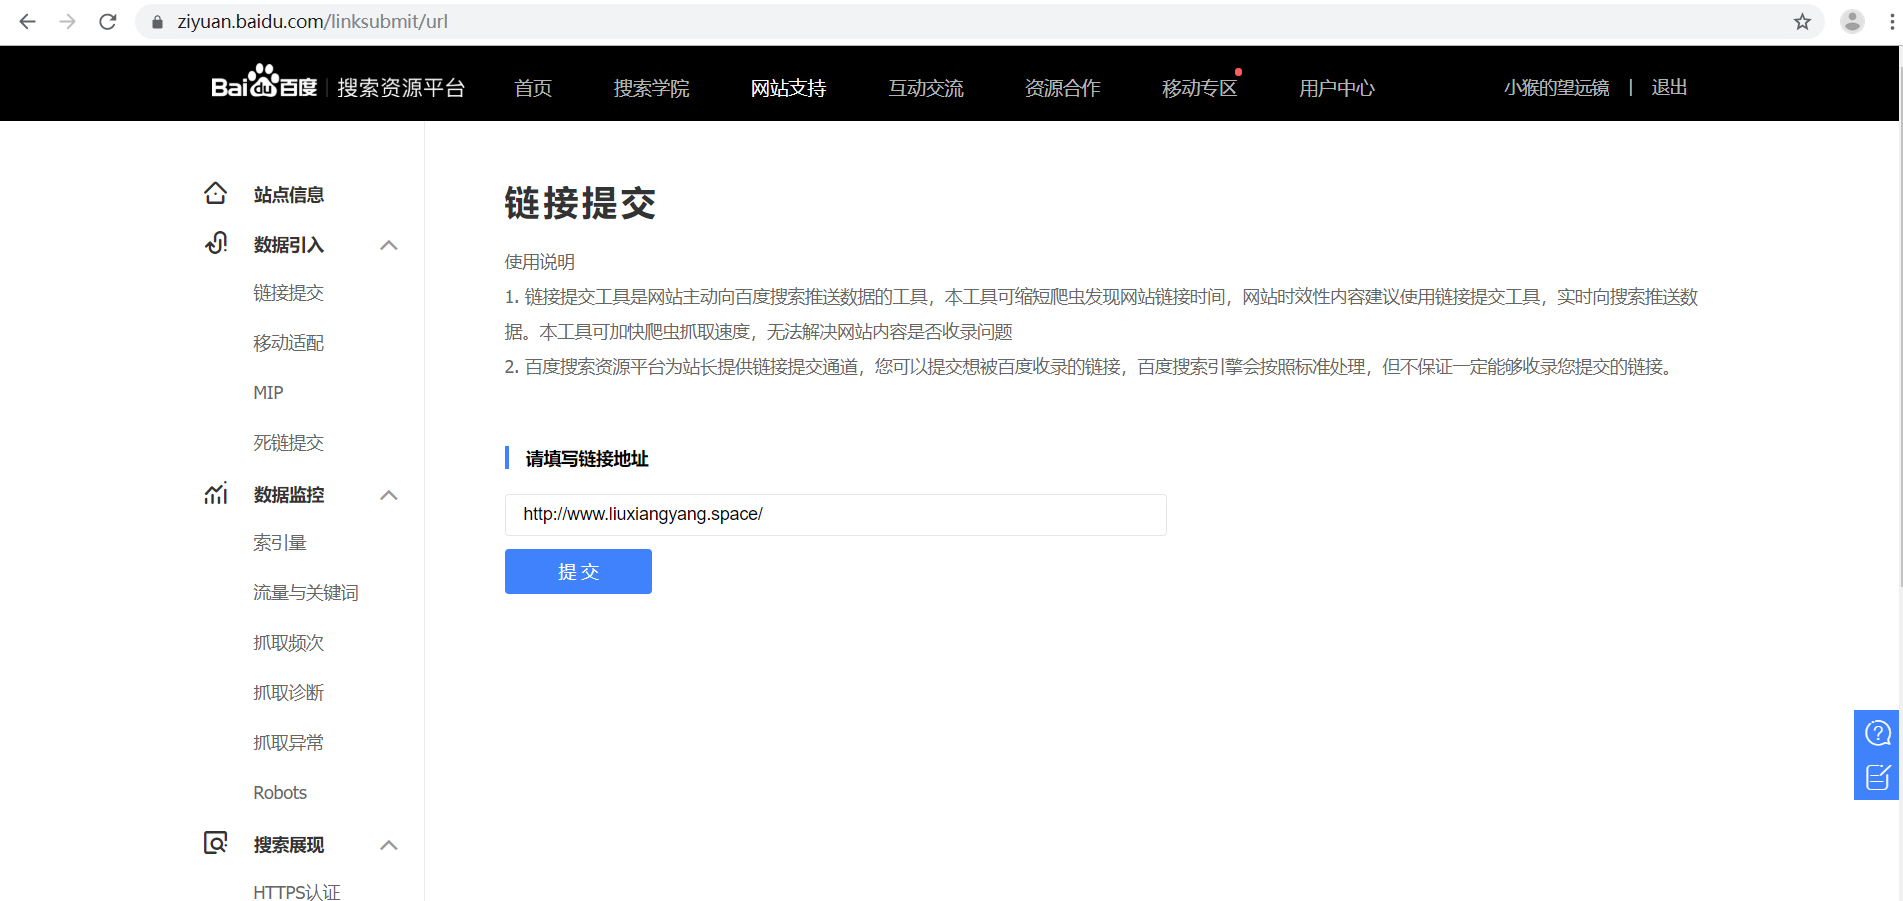 ziyuan.baidu.com/linksubmit/url
Bai du 百度 | 搜索资源平台
首页
搜索学院
网站支持
互动交流
资源合作
移动专区
用户中心
小猴的望远镜 | 退出
站点信息
数据引入
链接提交
移动适配
MIP
死链提交
数据监控
索引量
流量与关键词
抓取频次
抓取诊断
抓取异常
Robots
搜索展现
HTTPS认证
链接提交
使用说明
1. 链接提交工具是网站主动向百度搜索推送数据的工具，本工具可缩短爬虫发现网站链接时间，网站时效性内容建议使用链接提交工具，实时向搜索推送数
据。本工具可加快爬虫抓取速度，无法解决网站内容是否收录问题
2. 百度搜索资源平台为站长提供链接提交通道，您可以提交想被百度收录的链接，百度搜索引擎会按照标准处理，但不保证一定能够收录您提交的链接。
请填写链接地址
http://www.liuxiangyang.space/
提交